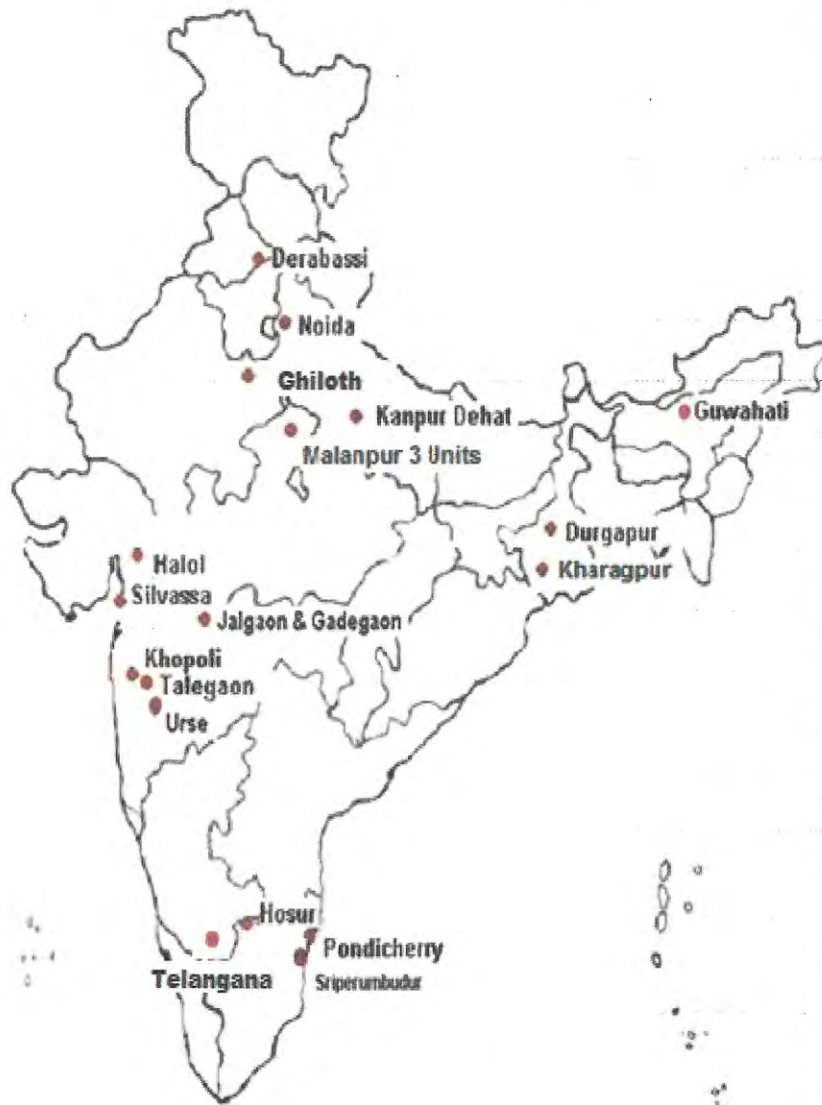 Derabassi
Noida
Ghiloth
Kanpur Dehat
Guwahati
Malanpur 3 Units
Durgapur
Halol
Kharagpur
Silvassa
Jalgaon & Gadegaon
Khopoli
Talegaon
Urse
Hosur
Pondicherry
Telangana
Sriperumbudur